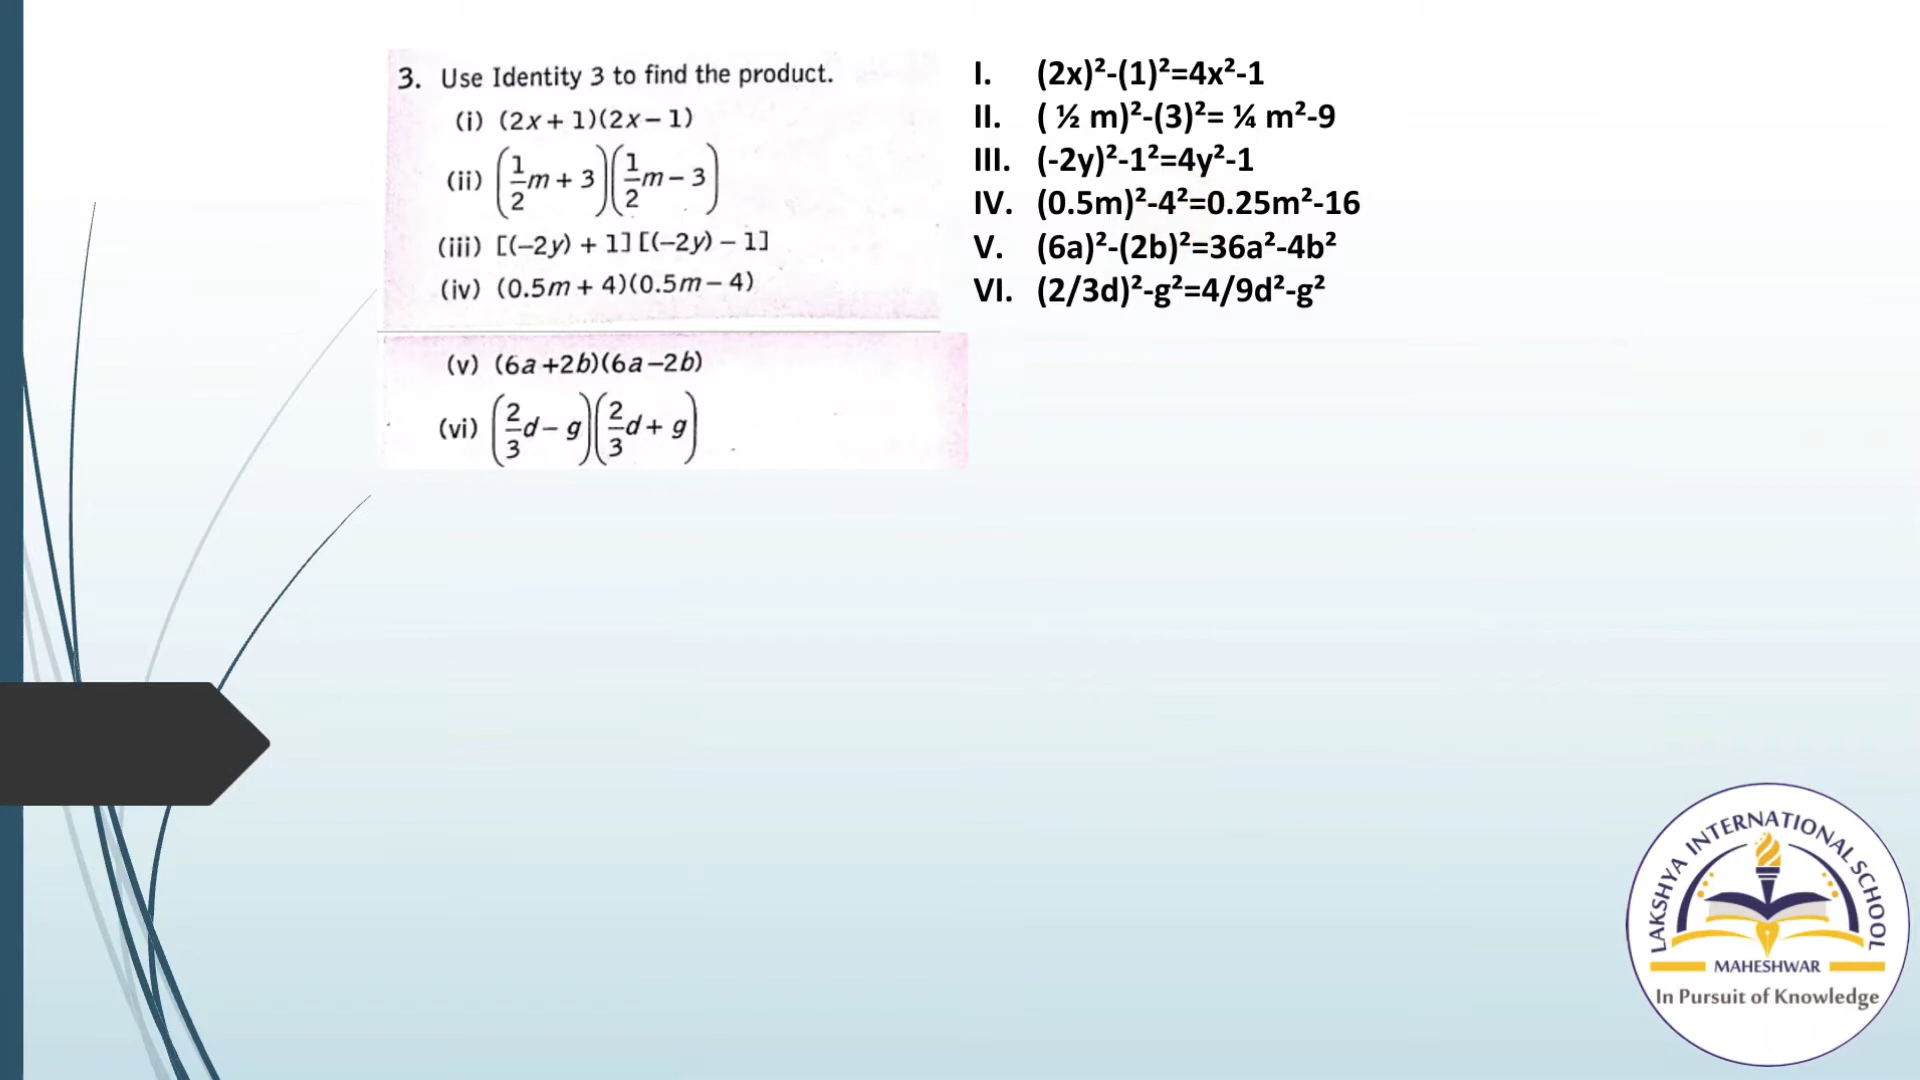 3. Use Identity 3 to find the product.
(i) (2x + 1)(2x – 1)
(ii) (1/2 m + 3)(1/2 m – 3)
(iii) [(–2y) + 1] [(–2y) – 1]
(iv) (0.5m + 4)(0.5m – 4)
(v) (6a +2b)(6a –2b)
(vi) (2/3 d – g)(2/3 d + g)
I. (2x)²-(1)²=4x²-1
II. ( ½ m)²-(3)²= ¼ m²-9
III. (-2y)²-1²=4y²-1
IV. (0.5m)²-4²=0.25m²-16
V. (6a)²-(2b)²=36a²-4b²
VI. (2/3d)²-g²=4/9d²-g²
LAKSHYA INTERNATIONAL SCHOOL
MAHESHWAR
In Pursuit of Knowledge